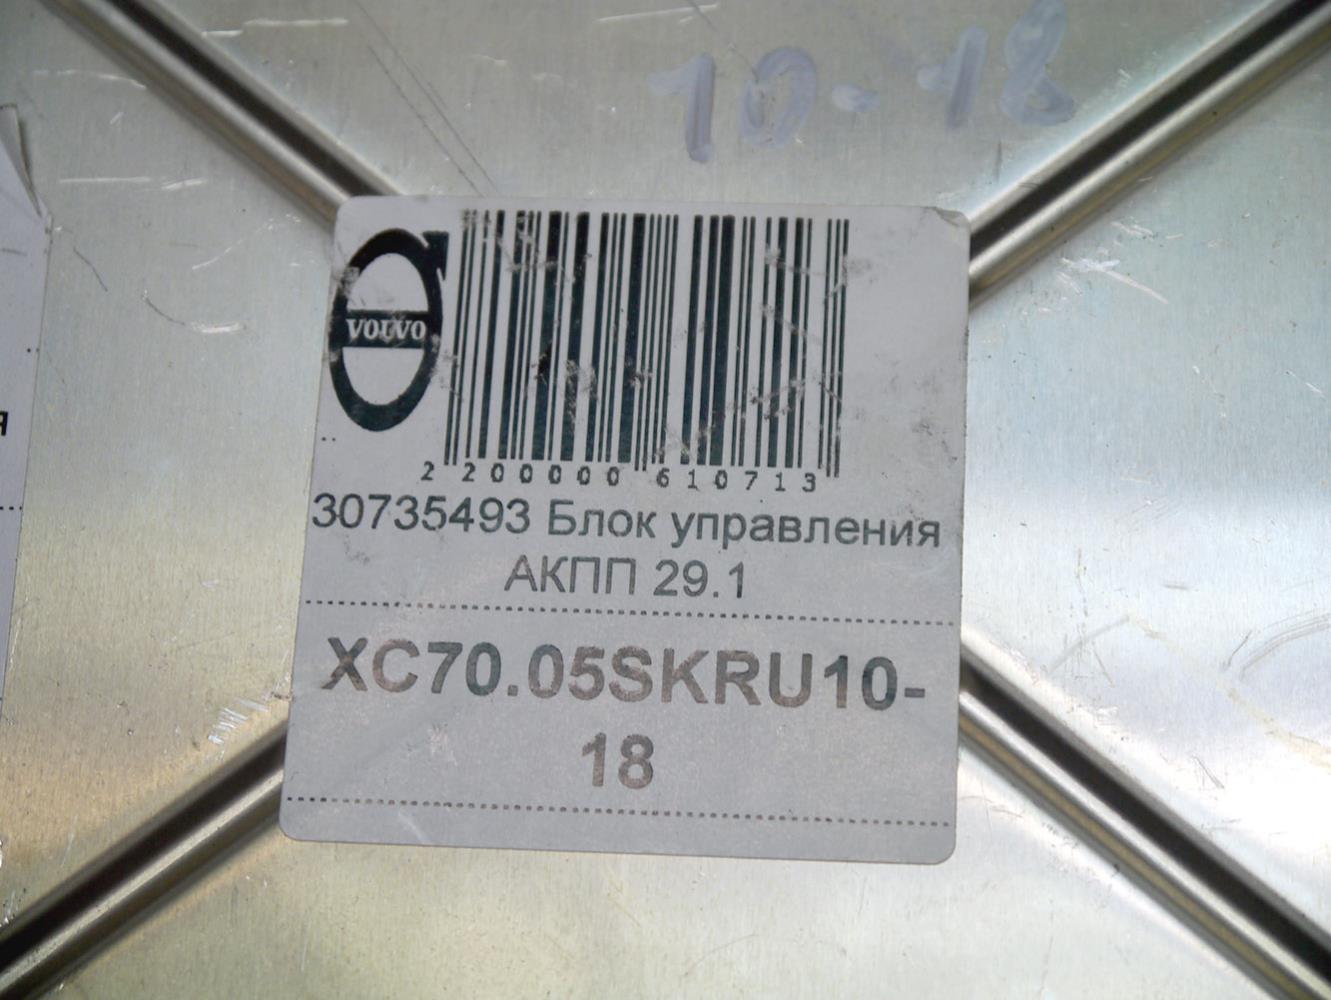 10-18
VOLVO
2 200000 610713
30735493 Блок управления
АКПП 29.1
XC70.05SKRU10-
18
я